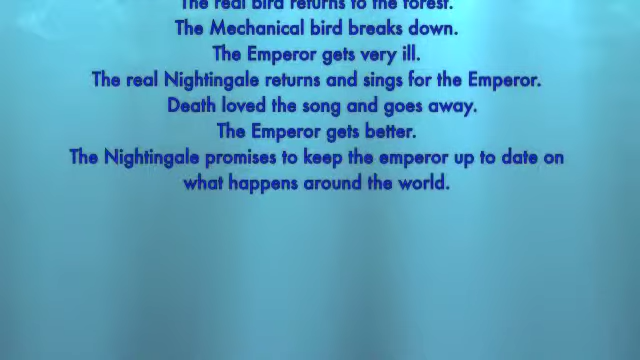 The real bird returns to the forest.
The Mechanical bird breaks down.
The Emperor gets very ill.
The real Nightingale returns and sings for the Emperor.
Death loved the song and goes away.
The Emperor gets better.
The Nightingale promises to keep the emperor up to date on
what happens around the world.